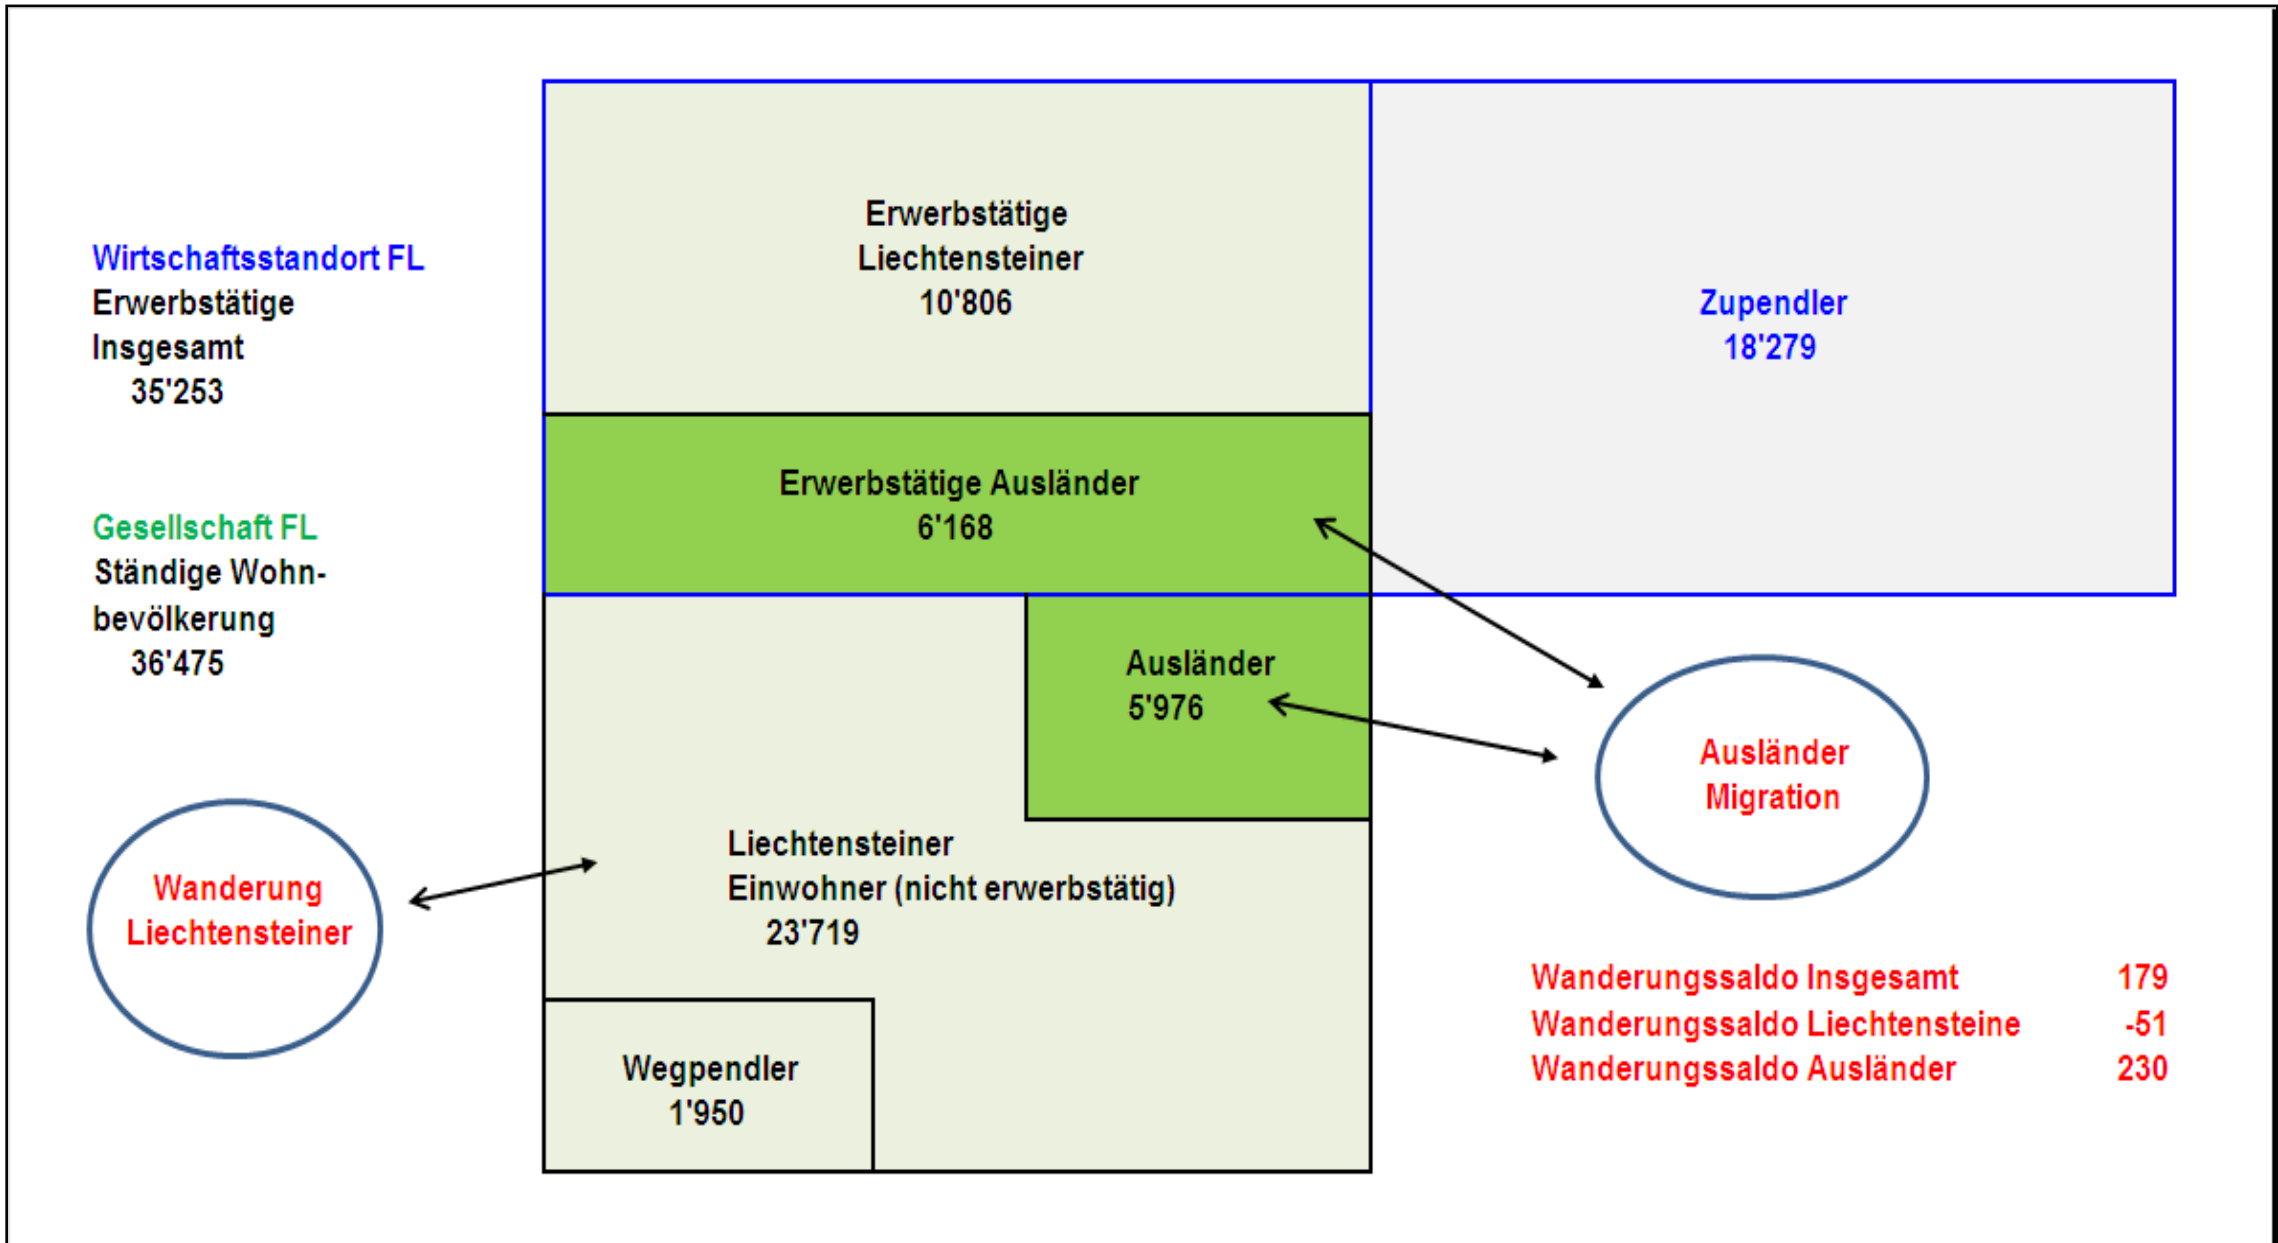 Wirtschaftsstandort FL
Erwerbstätige
Insgesamt
35'253
Gesellschaft FL
Ständige Wohn-
bevölkerung
36'475
Wanderung
Liechtensteiner
Erwerbstätige
Liechtensteiner
10'806
Erwerbstätige Ausländer
6'168
Ausländer
5'976
Liechtensteiner
Einwohner (nicht erwerbstätig)
23'719
Wegpendler
1'950
Zupendler
18'279
Ausländer
Migration
Wanderungssaldo Insgesamt 179
Wanderungssaldo Liechtensteine -51
Wanderungssaldo Ausländer 230